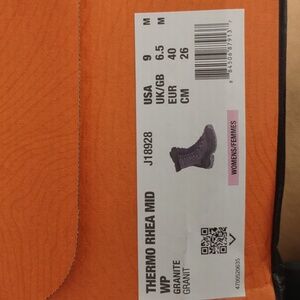 THERMO RHEA MID
WP
GRANITE
GRANIT
J18928
USA 9 M
UK/GB 6.5 M
EUR 40
CM 26
WOMENS/FEMMES
4700520635